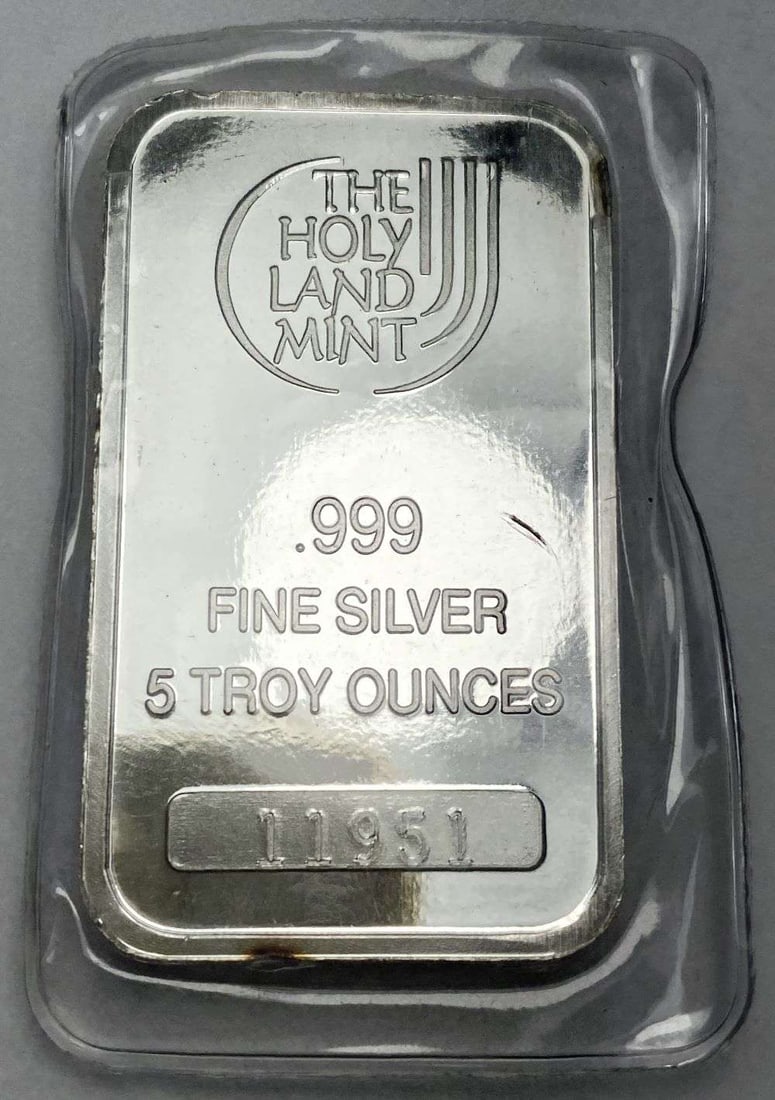 THE
HOLY
LAND
MINT
.999
FINE SILVER
5 TROY OUNCES
11951